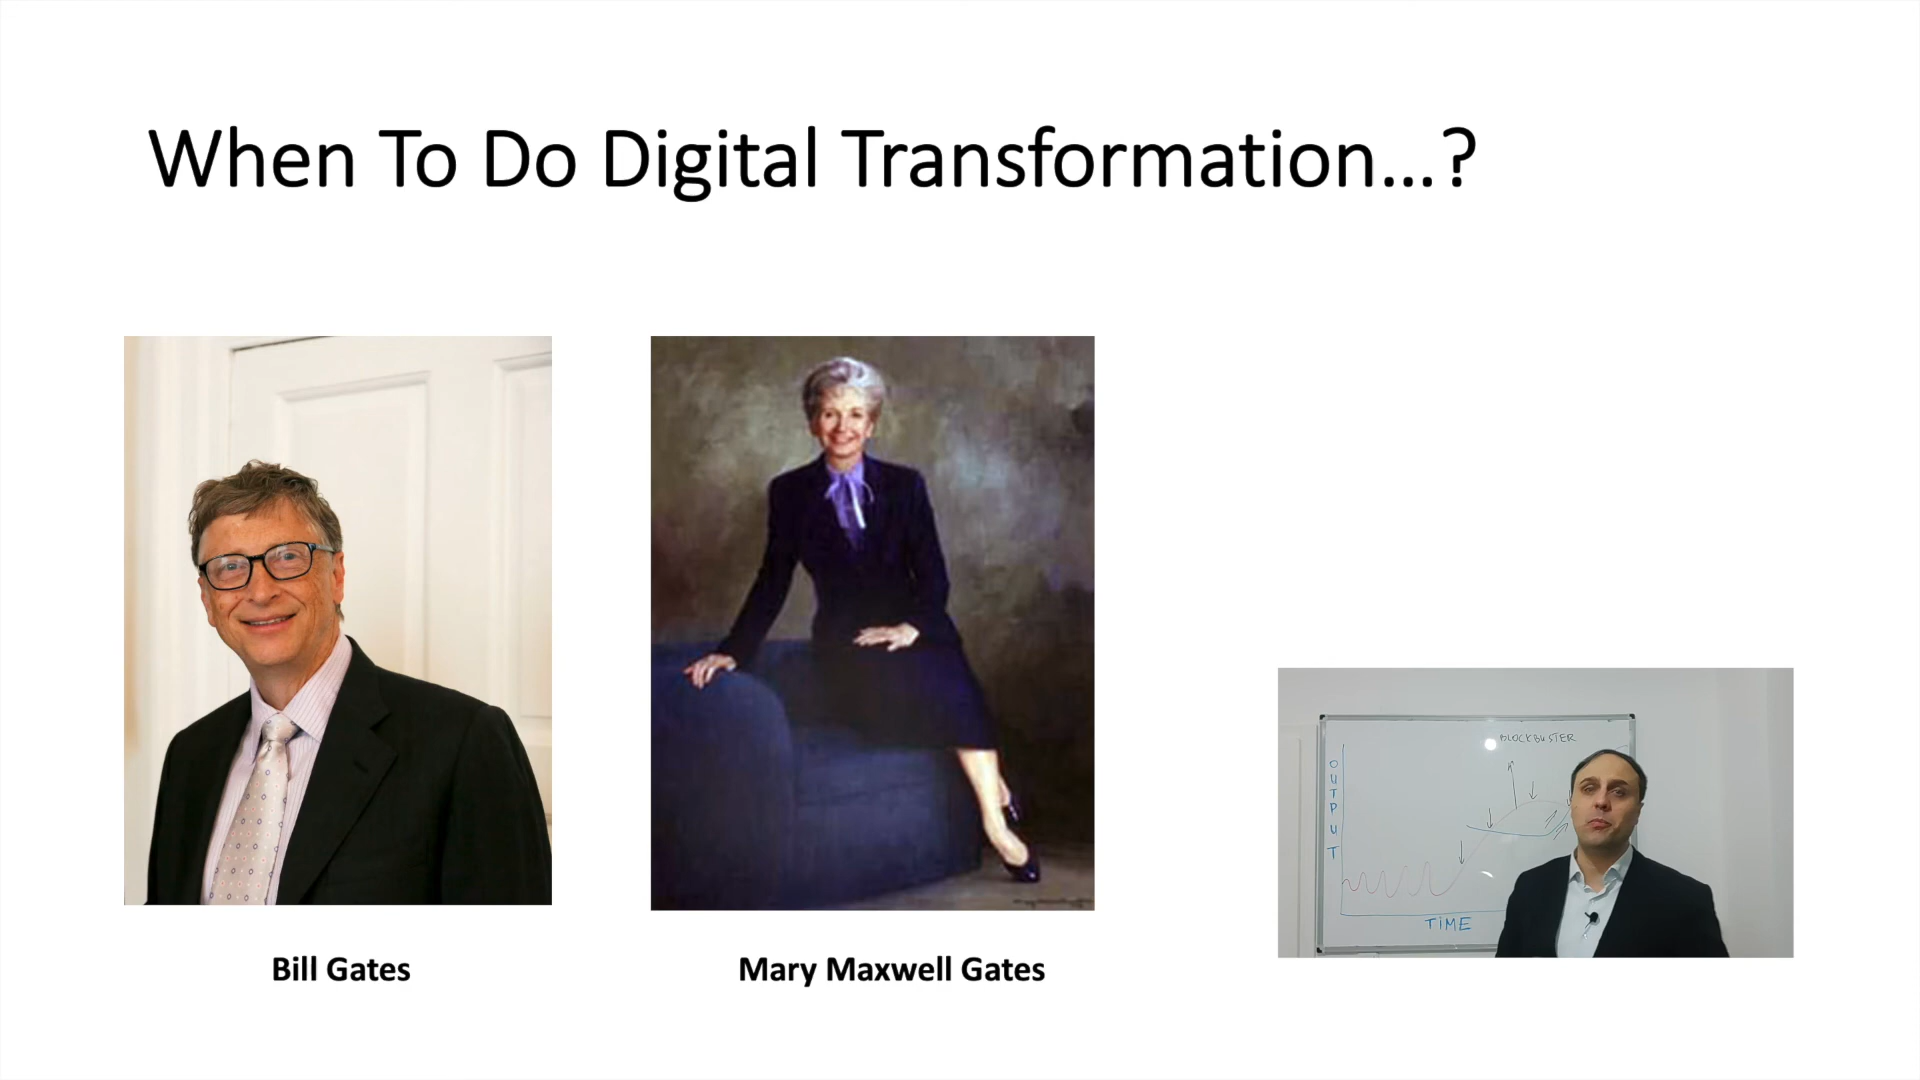 When To Do Digital Transformation...?
Bill Gates
Mary Maxwell Gates
BLOCKBUSTER
OUTPUT
TIME